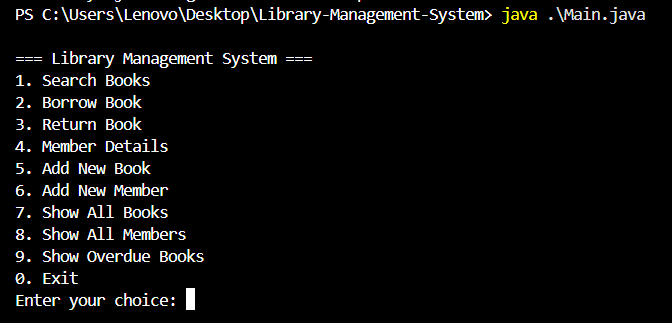 PS C:\Users\Lenovo\Desktop\Library-Management-System> java .\Main.java
=== Library Management System ===
1. Search Books
2. Borrow Book
3. Return Book
4. Member Details
5. Add New Book
6. Add New Member
7. Show All Books
8. Show All Members
9. Show Overdue Books
0. Exit
Enter your choice: